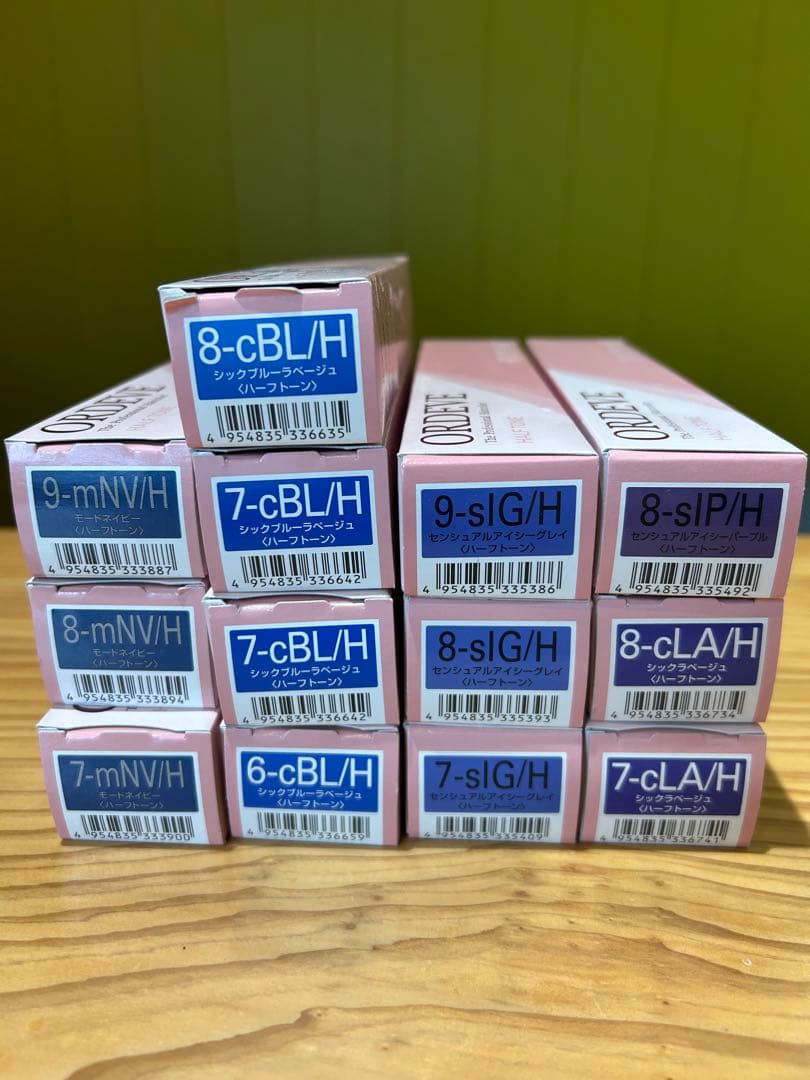 8-cBL/H
シックブルーラベージュ
〈ハーフトーン〉
4 954835 336635
ORDEVE
HALF TONE
9-mNV/H
モードネイビー
〈ハーフトーン〉
4 954835 333887
7-cBL/H
シックブルーラベージュ
〈ハーフトーン〉
4 954835 336642
ORDEVE
HALF TONE
9-sIG/H
センシュアルアイシーグレイ
〈ハーフトーン〉
4 954835 335386
ORDEVE
HALF TONE
8-sIP/H
センシュアルアイシーパープル
〈ハーフトーン〉
4 954835 335492
8-mNV/H
モードネイビー
〈ハーフトーン〉
4 954835 333894
7-cBL/H
シックブルーラベージュ
〈ハーフトーン〉
4 954835 336642
8-sIG/H
センシュアルアイシーグレイ
〈ハーフトーン〉
4 954835 335393
8-cLA/H
シックラベージュ
〈ハーフトーン〉
4 954835 336734
7-mNV/H
モードネイビー
〈ハーフトーン〉
4 954835 333900
6-cBL/H
シックブルーラベージュ
〈ハーフトーン〉
4 954835 336659
7-sIG/H
センシュアルアイシーグレイ
〈ハーフトーン〉
4 954835 335409
7-cLA/H
シックラベージュ
〈ハーフトーン〉
4 954835 336741